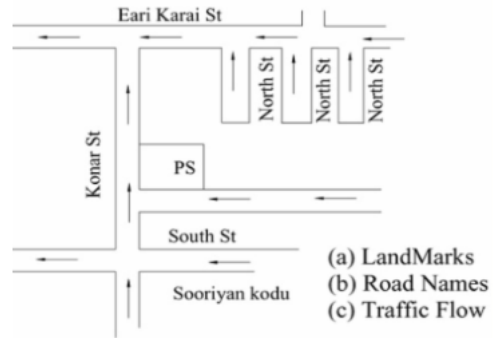 Eari Karai St
North St
North St
North St
Konar St
PS
South St
Sooriyan kodu
(a) LandMarks
(b) Road Names
(c) Traffic Flow